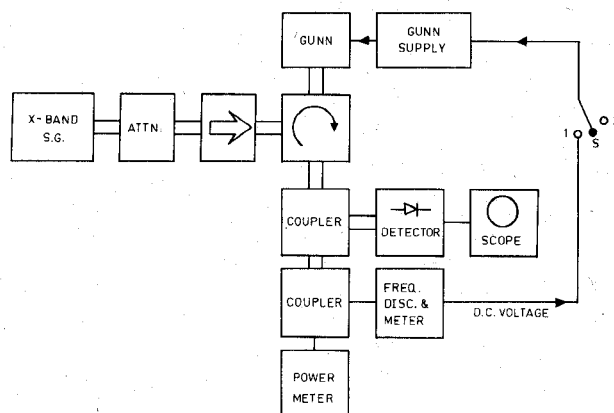 GUNN
GUNN
SUPPLY
X-BAND
S.G.
ATTN.
1
S
COUPLER
DETECTOR
SCOPE
COUPLER
FREQ.
DISC. &
METER
D.C. VOLTAGE
POWER
METER